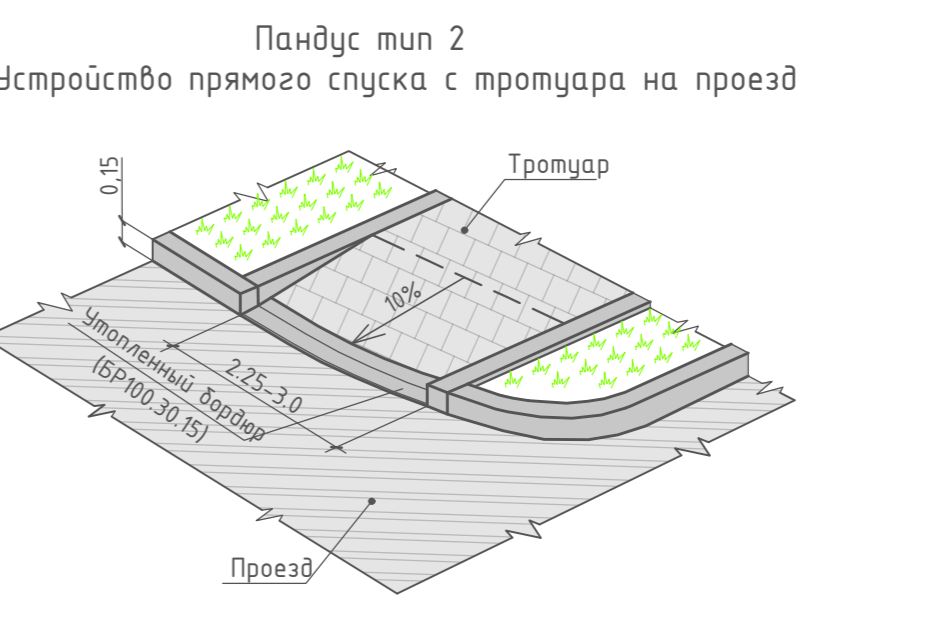 Пандус тип 2
Устройство прямого спуска с тротуара на проезд
0,15
Тротуар
10%
Утопленный бордюр
(БР100.30.15)
2.25-3.0
Проезд